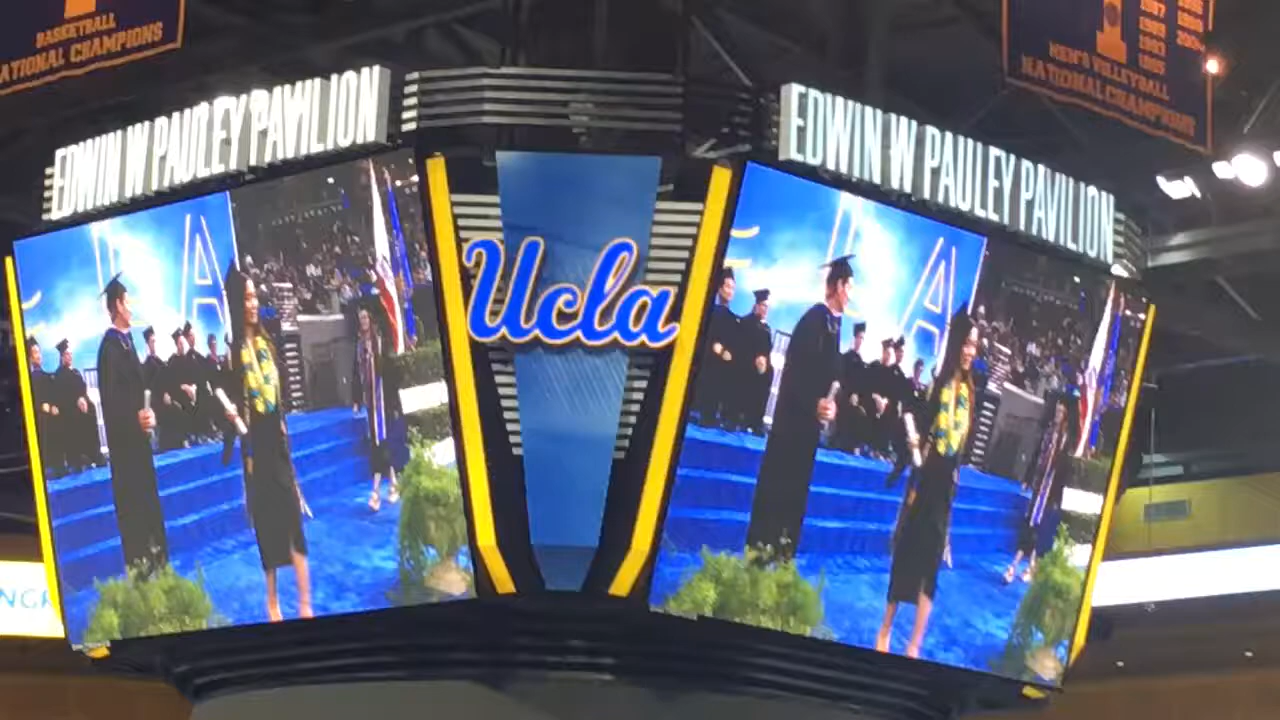 BASKETBALL
NATIONAL CHAMPIONS
MEN'S VOLLEYBALL
NATIONAL CHAMPIONS
EDWIN W PAULEY PAVILION
EDWIN W PAULEY PAVILION
Ucla
L A
L A